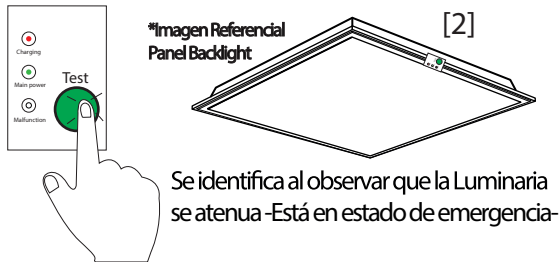 Charging
Main power
Malfunction
Test
*Imagen Referencial
Panel Backlight
[2]
Se identifica al observar que la Luminaria
se atenua -Está en estado de emergencia-